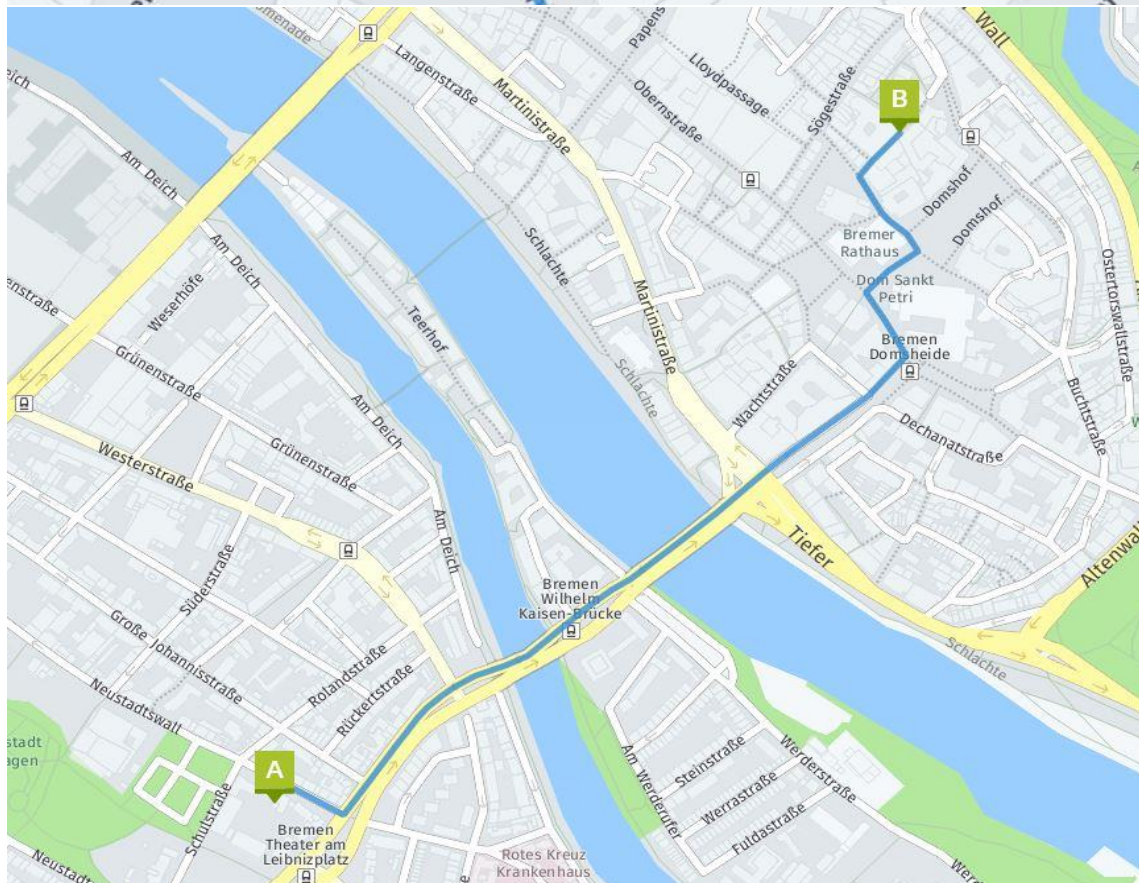 Wall
Papens
Langenstraße
Lloydpassage
Martinistraße
Obernstraße
Sögestraße
B
Am Deich
Domshof
Domshof
Bremer
Rathaus
Am Deich
Schlachte
Ostertorswallstraße
Weserhöfe
Dom Sankt
Petri
Teerhof
Martinistraße
Bremen
Domsheide
Grünenstraße
Schlachte
Wachtstraße
Buchtstraße
Am Deich
Dechanatstraße
Grünenstraße
Westerstraße
Am Deich
Tiefer
Altenwal
Süderstraße
Bremen
Wilhelm
Kaisen-Brücke
Große Johannisstraße
Rolandstraße
Schlachte
Neustadtswall
Rückertstraße
A
Steinstraße
Werderstraße
Am Werderufer
Werrastraße
Schulstraße
Fuldastraße
Bremen
Theater am
Leibnizplatz
Rotes Kreuz
Krankenhaus
Neustadt